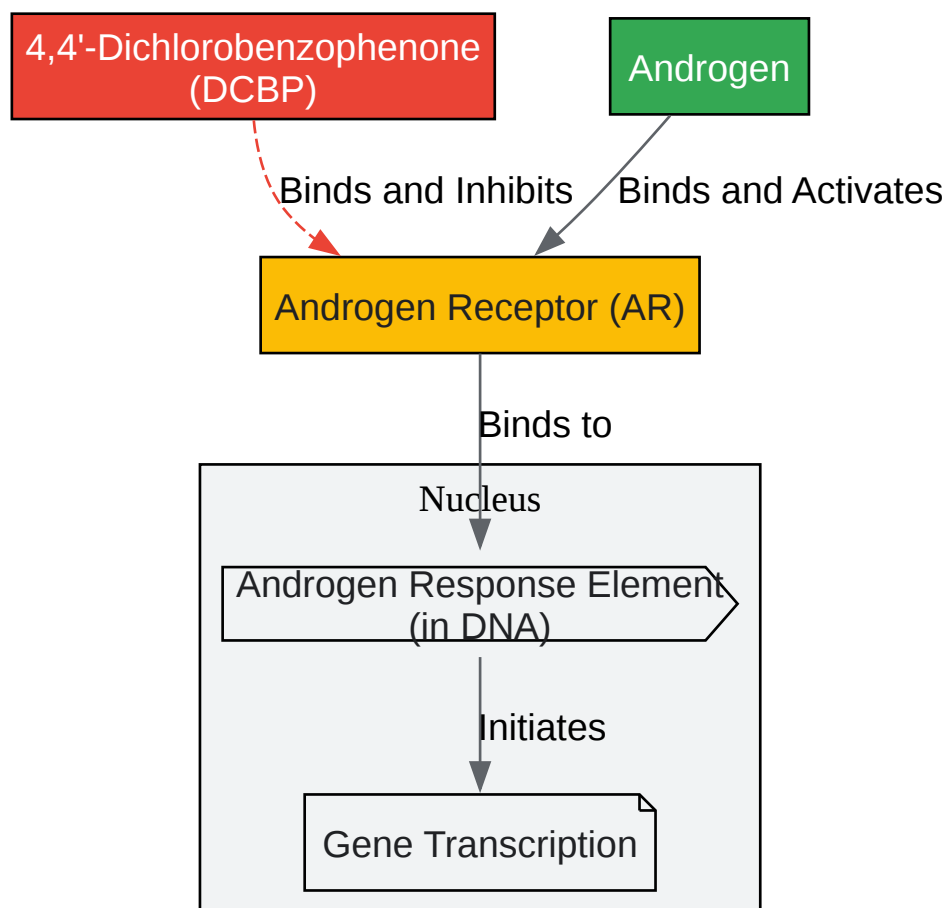 4,4'-Dichlorobenzophenone
(DCBP)
Androgen
Binds and Inhibits
Binds and Activates
Androgen Receptor (AR)
Binds to
Nucleus
Androgen Response Element
(in DNA)
Initiates
Gene Transcription